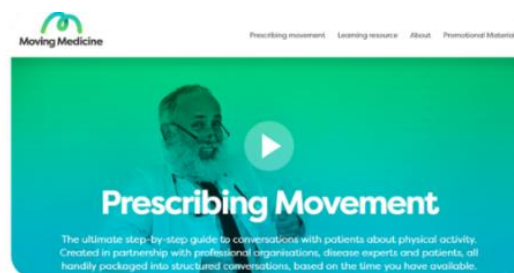 Moving Medicine
Prescribing movement Learning resource About Promotional Material
Prescribing Movement
The ultimate step-by-step guide to conversations with patients about physical activity.
Created in partnership with professional organisations, disease experts and patients, all
handily packaged into structured conversations, based on the time you have available.